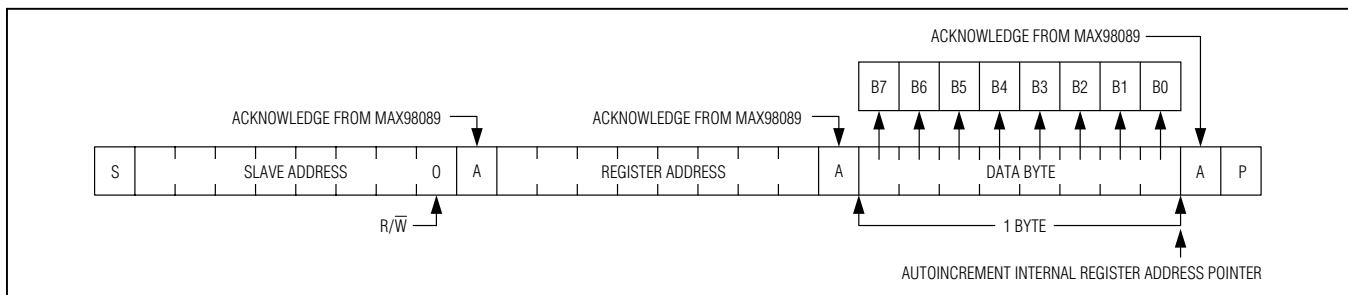 ACKNOWLEDGE FROM MAX98089
B7 B6 B5 B4 B3 B2 B1 B0
ACKNOWLEDGE FROM MAX98089 ACKNOWLEDGE FROM MAX98089
S SLAVE ADDRESS 0 A REGISTER ADDRESS A DATA BYTE A P
R/W̅ 1 BYTE
AUTOINCREMENT INTERNAL REGISTER ADDRESS POINTER